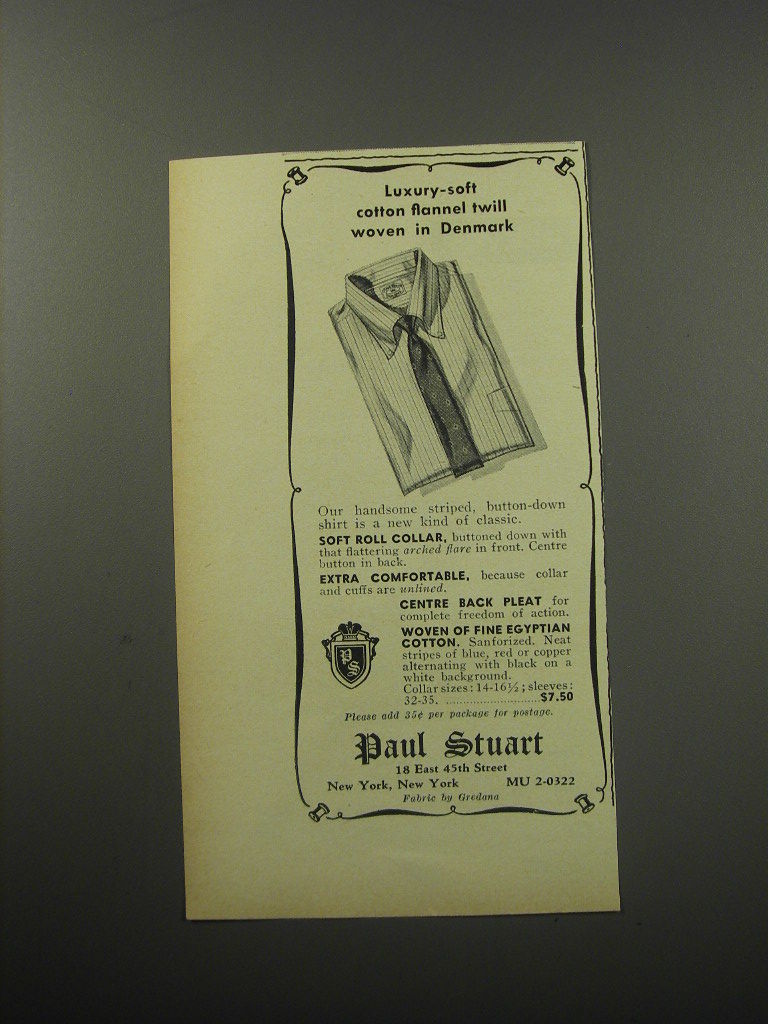 Luxury-soft
cotton flannel twill
woven in Denmark
Our handsome striped, button-down
shirt is a new kind of classic.
SOFT ROLL COLLAR, buttoned down with
that flattering arched flare in front. Centre
button in back.
EXTRA COMFORTABLE, because collar
and cuffs are unlined.
CENTRE BACK PLEAT for
complete freedom of action.
WOVEN OF FINE EGYPTIAN
COTTON. Sanforized. Neat
stripes of blue, red or copper
alternating with black on a
white background.
Collar sizes: 14-16½; sleeves:
32-35. ............................$7.50
PS
Please add 35¢ per package for postage.
Paul Stuart
18 East 45th Street
New York, New York MU 2-0322
Fabric by Gredana